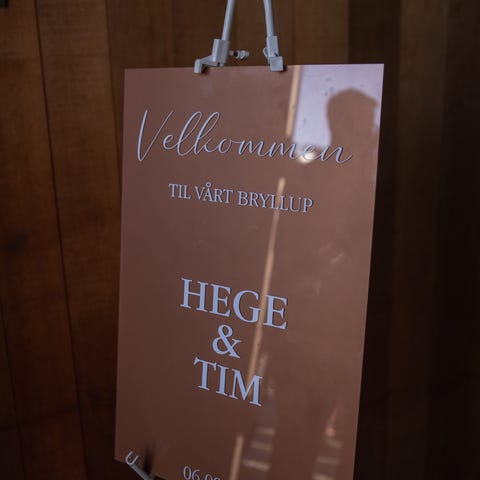 Velkommen
TIL VÅRT BRYLLUP
HEGE
&
TIM